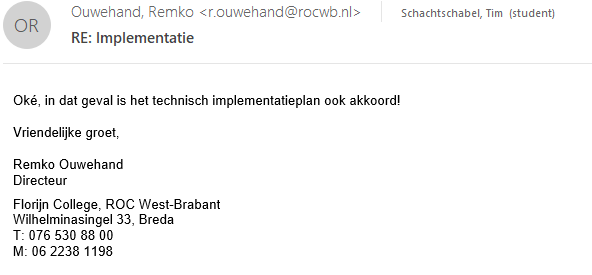 OR
Ouwehand, Remko <r.ouwehand@rocwb.nl>
Schachtschabel, Tim (student)
RE: Implementatie
Oké, in dat geval is het technisch implementatieplan ook akkoord!
Vriendelijke groet,
Remko Ouwehand
Directeur
Florijn College, ROC West-Brabant
Wilhelminasingel 33, Breda
T: 076 530 88 00
M: 06 2238 1198